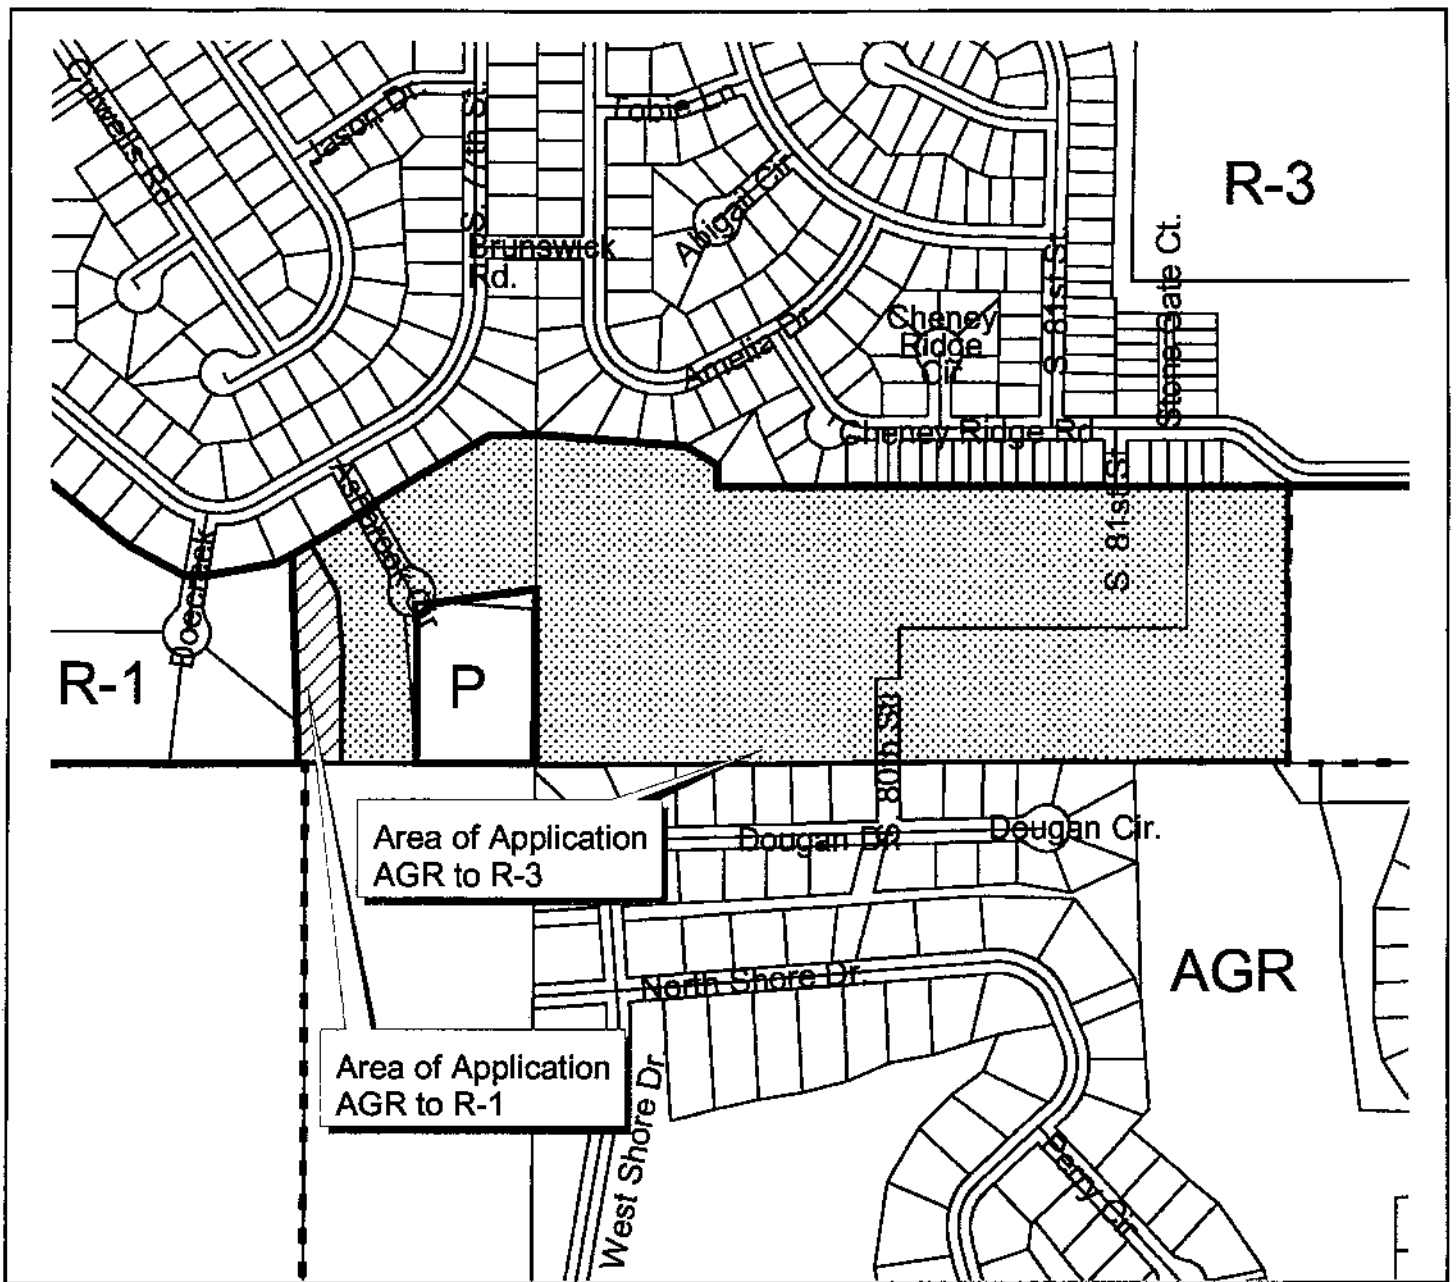 Jason Dr.
S. 77th St.
Tobie Ln
Abigail Cir.
R-3
Brunswick
Rd.
Stone Gate Ct.
S 81st St
Cheney
Ridge
Cir
Amelia Dr
Cheney Ridge Rd
Ashbrook Dr
S 81st St
R-1
P
S 80th St
Area of Application
AGR to R-3
Dougan Dr.
Dougan Cir.
North Shore Dr.
AGR
Area of Application
AGR to R-1
West Shore Dr
Perry Cir